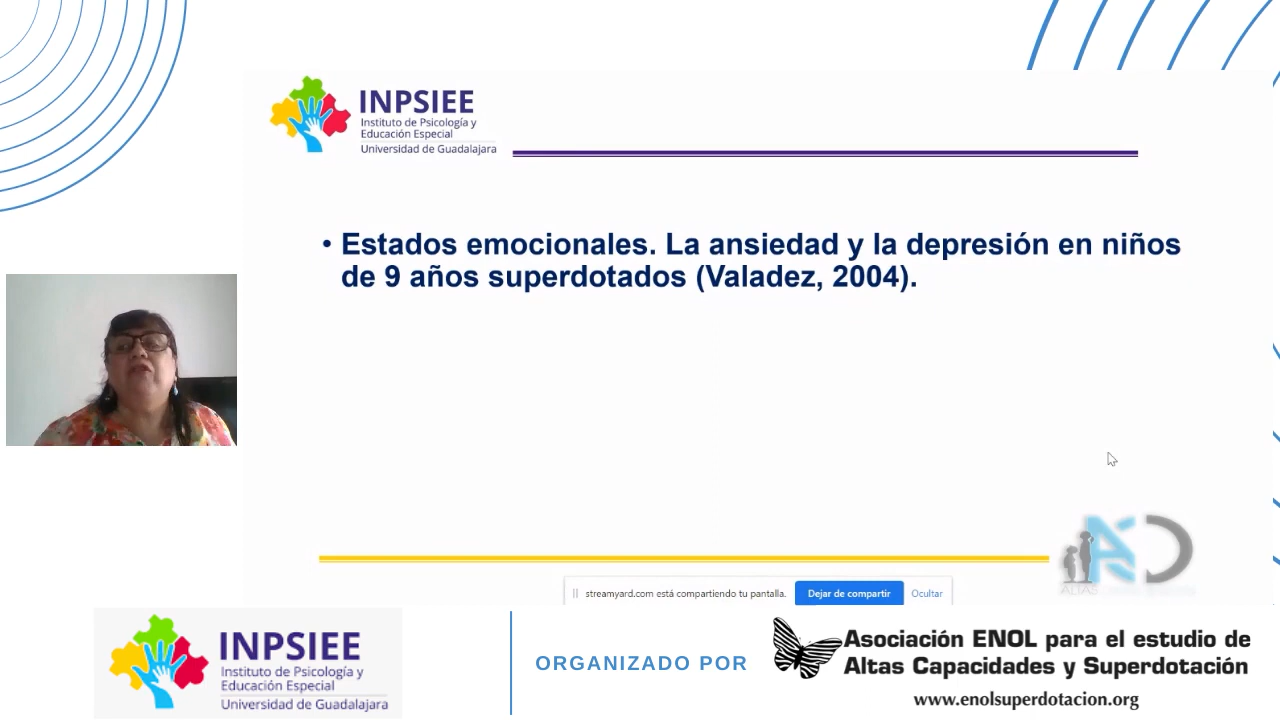 INPSIEE
Instituto de Psicología y
Educación Especial
Universidad de Guadalajara
• Estados emocionales. La ansiedad y la depresión en niños
de 9 años superdotados (Valadez, 2004).
ALTAS
streamyard.com está compartiendo tu pantalla. Dejar de compartir Ocultar
INPSIEE
Instituto de Psicología y
Educación Especial
Universidad de Guadalajara
ORGANIZADO POR
Asociación ENOL para el estudio de
Altas Capacidades y Superdotación
www.enolsuperdotacion.org